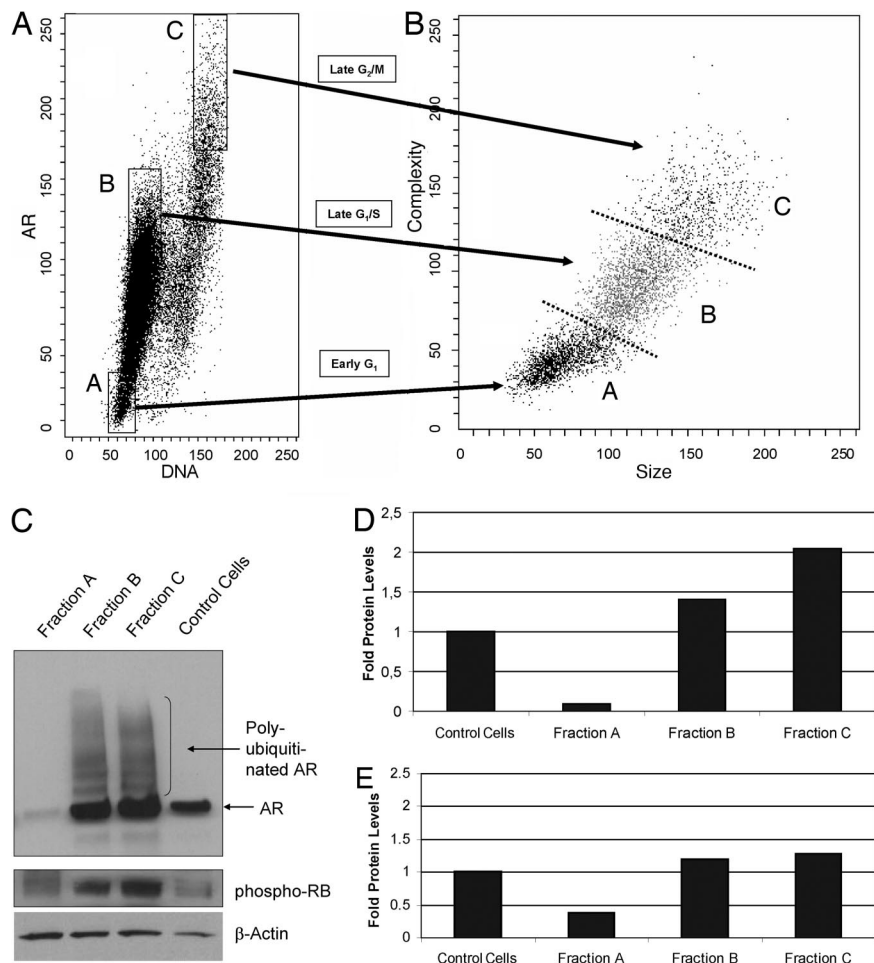 A
B
C
B
A
AR
250
200
150
100
50
0
0 50 100 150 200 250
DNA
Late G2/M
Late G1/S
Early G1
Complexity
250
200
150
100
50
0
C
B
A
0 50 100 150 200 250
Size
C
Fraction A
Fraction B
Fraction C
Control Cells
Poly-
ubiquiti-
nated AR
AR
phospho-RB
β-Actin
D
Fold Protein Levels
2,5
2
1,5
1
0,5
0
Control Cells Fraction A Fraction B Fraction C
E
Fold Protein Levels
2.5
2
1.5
1
0.5
0
Control Cells Fraction A Fraction B Fraction C